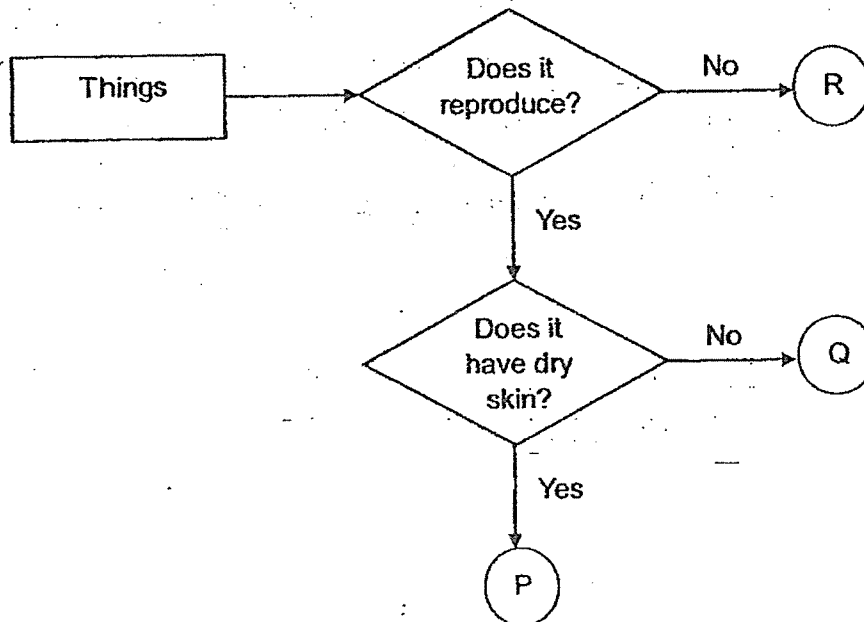 Things
Does it
reproduce?
No
R
Yes
Does it
have dry
skin?
No
Q
Yes
P